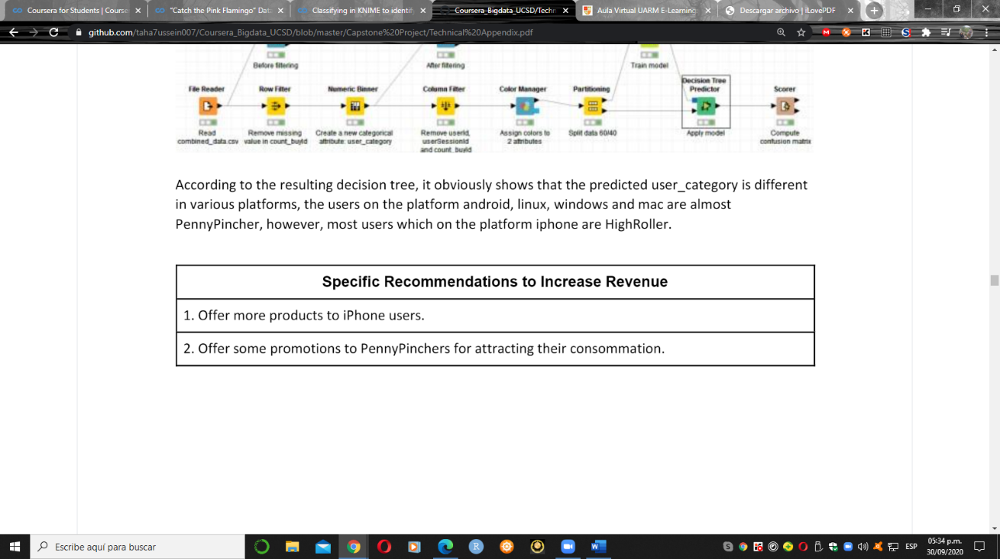 Coursera for Students | Course
"Catch the Pink Flamingo" Dat
Classifying in KNIME to identify
Coursera_Bigdata_UCSD/Techn
Aula Virtual UARM E-Learning
Descargar archivo | iLovePDF
github.com/taha7ussein007/Coursera_Bigdata_UCSD/blob/master/Capstone%20Project/Technical%20Appendix.pdf
Before filtering
After filtering
Train model
File Reader
Row Filter
Numeric Binner
Column Filter
Color Manager
Partitioning
Decision Tree
Predictor
Scorer
Read
combined_data.csv
Remove missing
value in count_buyId
Create a new categorical
attribute: user_category
Remove userId,
userSessionId
and count_buyId
Assign colors to
2 attributes
Split data 60/40
Apply model
Compute
confusion matrix
According to the resulting decision tree, it obviously shows that the predicted user_category is different
in various platforms, the users on the platform android, linux, windows and mac are almost
PennyPincher, however, most users which on the platform iphone are HighRoller.
Specific Recommendations to Increase Revenue
1. Offer more products to iPhone users.
2. Offer some promotions to PennyPinchers for attracting their consommation.
Escribe aquí para buscar
ESP
05:34 p.m.
30/09/2020